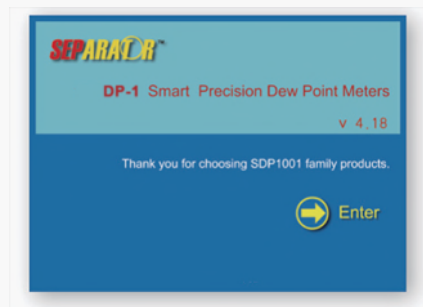 SEPARATOR™
DP-1 Smart Precision Dew Point Meters
v 4.18
Thank you for choosing SDP1001 family products.
Enter